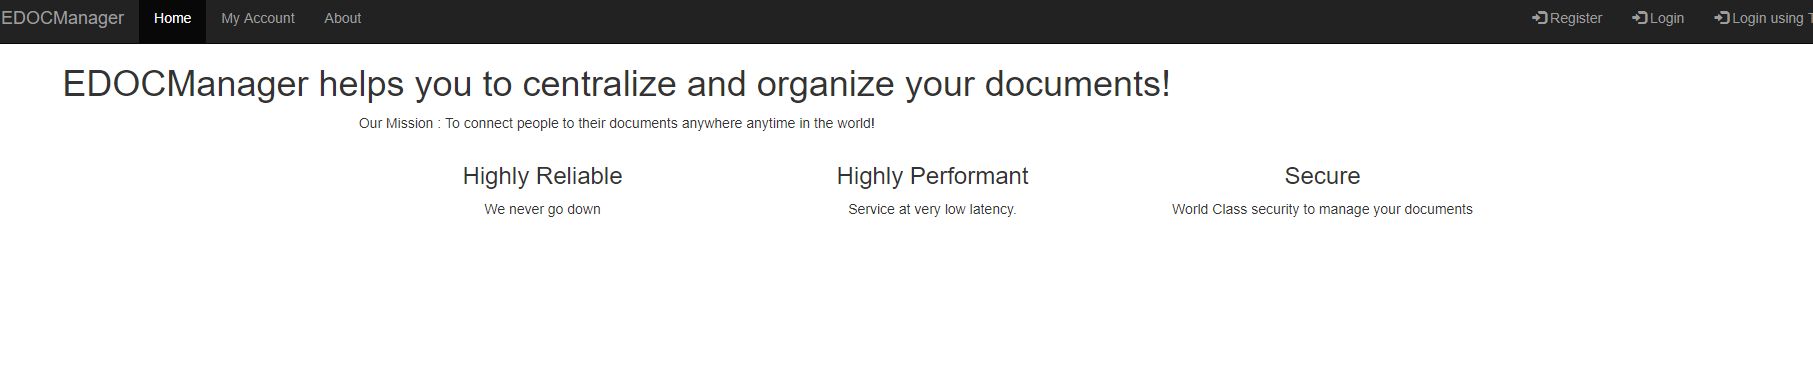 EDOCManager Home My Account About Register Login Login using
EDOCManager helps you to centralize and organize your documents!
Our Mission : To connect people to their documents anywhere anytime in the world!
Highly Reliable Highly Performant Secure
We never go down Service at very low latency. World Class security to manage your documents